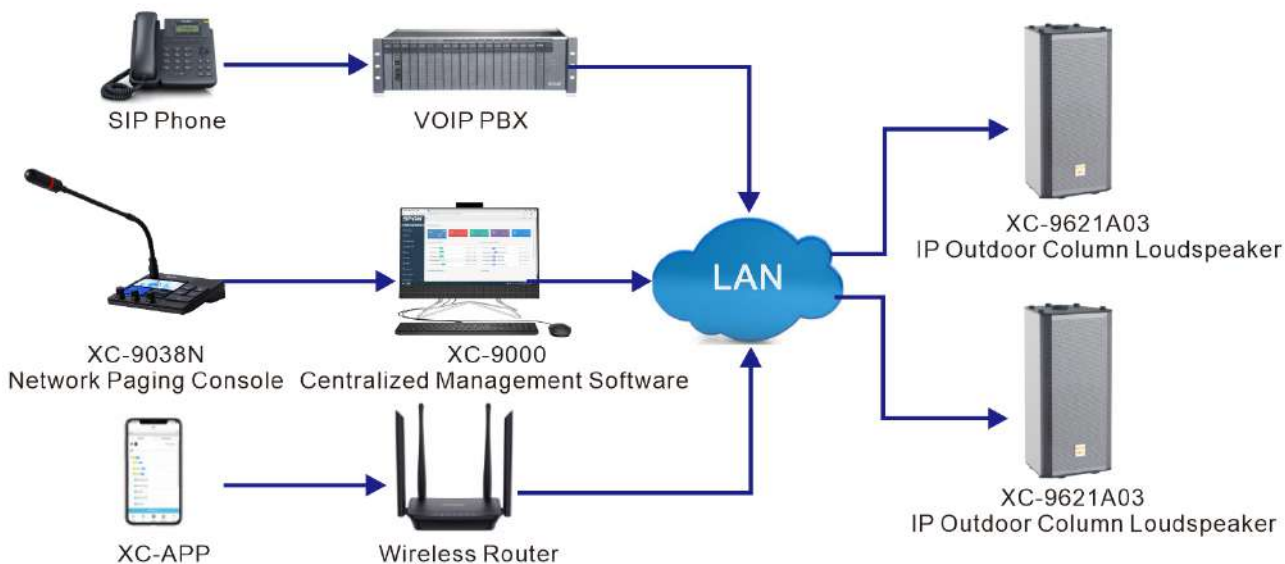 SIP Phone
VOIP PBX
XC-9621A03
IP Outdoor Column Loudspeaker
LAN
XC-9038N
Network Paging Console
XC-9000
Centralized Management Software
XC-9621A03
IP Outdoor Column Loudspeaker
XC-APP
Wireless Router